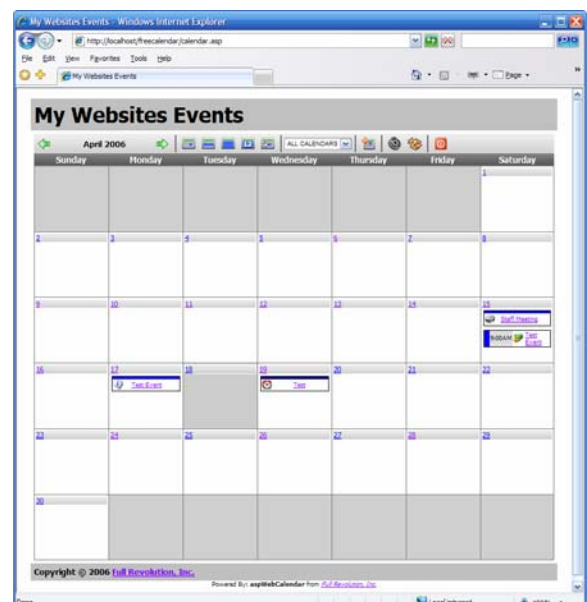 My Websites Events - Windows Internet Explorer
http://localhost/freecalendar/calendar.asp
File Edit View Favorites Tools Help
My Websites Events
Page
My Websites Events
April 2006
ALL CALENDARS
Sunday Monday Tuesday Wednesday Thursday Friday Saturday
1
2 3 4 5 6 7 8
9 10 11 12 13 14 15
Staff Meeting
9:00AM Test
Event
16 17 18 19 20 21 22
Test Event Test
23 24 25 26 27 28 29
30
Copyright © 2006 Full Revolution, Inc.
Powered By: aspWebCalendar from Full Revolution, Inc.